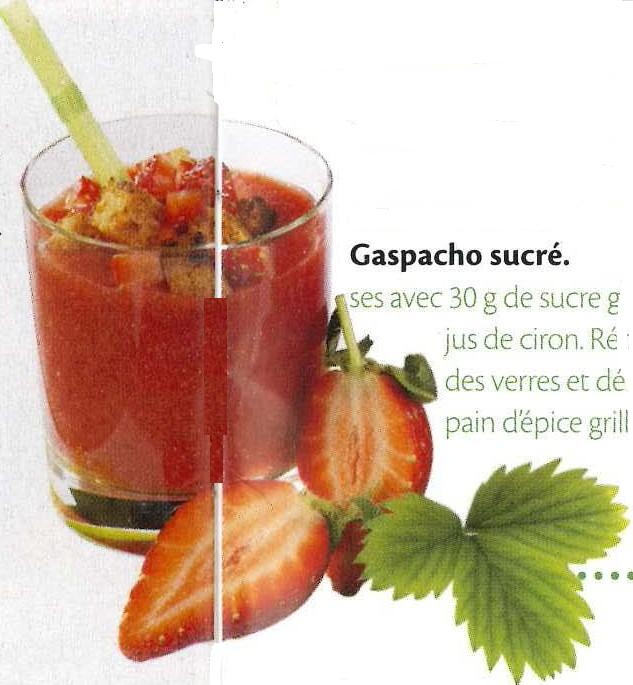 Gaspacho sucré.
ses avec 30 g de sucre g
jus de ciron. Ré
des verres et dé
pain d'épice grill